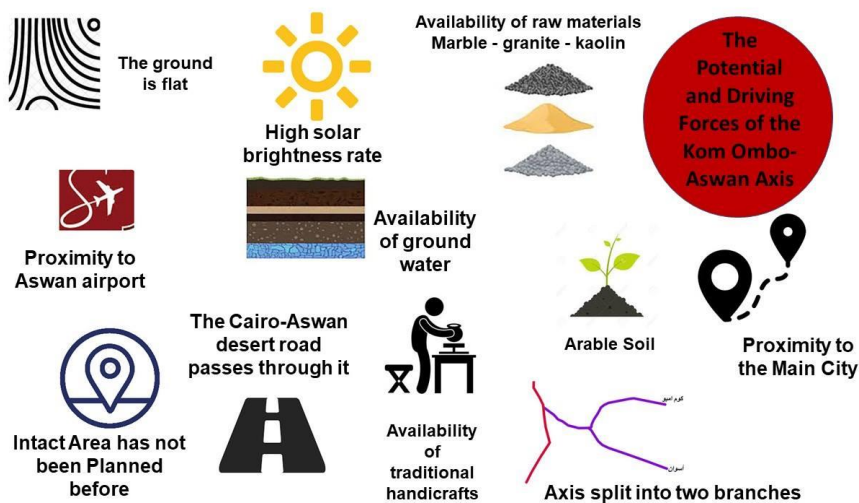 The ground
is flat
High solar
brightness rate
Availability of raw materials
Marble - granite - kaolin
The
Potential
and Driving
Forces of the
Kom Ombo-
Aswan Axis
Proximity to
Aswan airport
Availability
of ground
water
Arable Soil
Proximity to
the Main City
Intact Area has not
been Planned
before
The Cairo-Aswan
desert road
passes through it
Availability
of
traditional
handicrafts
كوم امبو
اسوان
Axis split into two branches